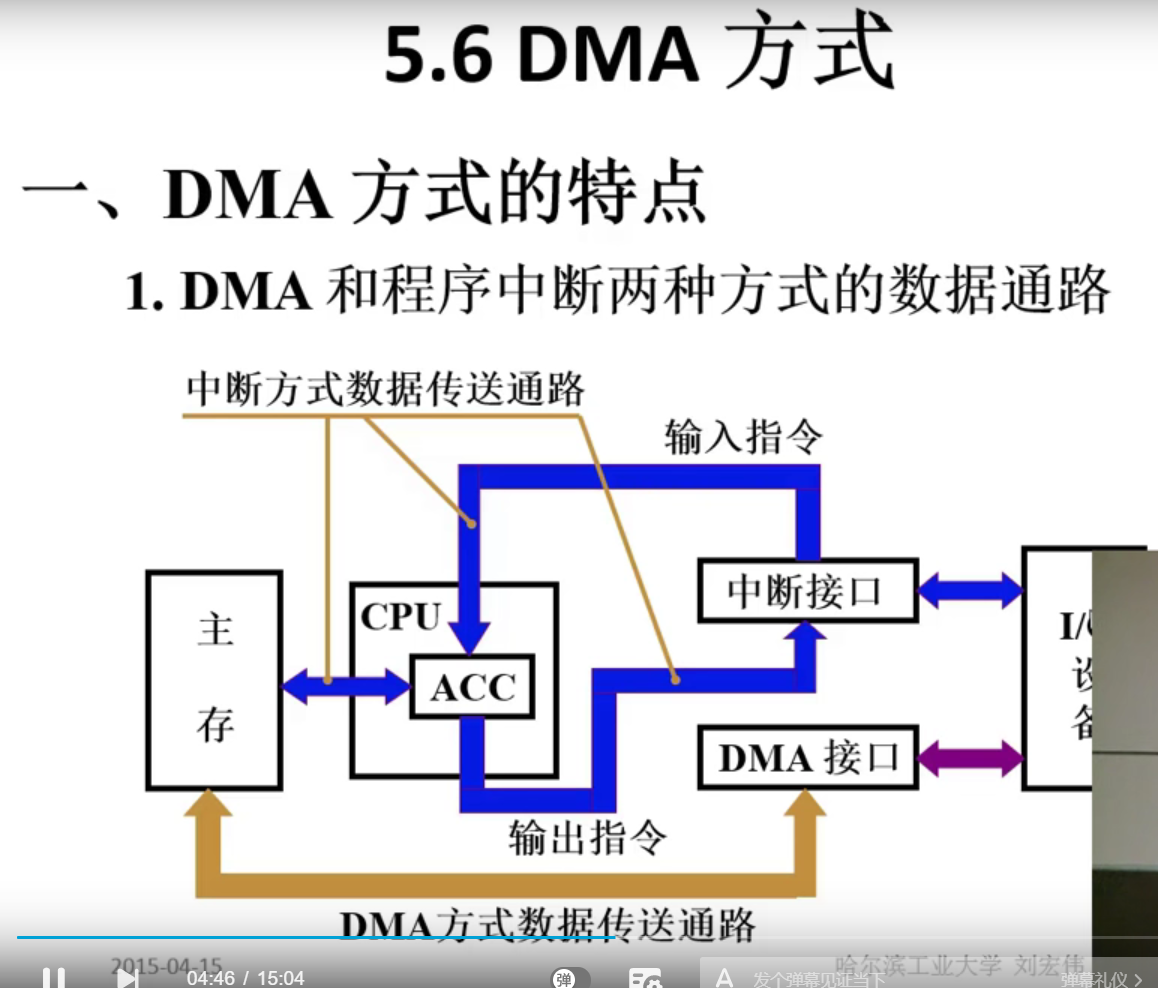 5.6 DMA 方式
一、DMA 方式的特点
1. DMA 和程序中断两种方式的数据通路
中断方式数据传送通路
输入指令
中断接口
主
存
CPU
ACC
I/
设
备
DMA 接口
输出指令
DMA方式数据传送通路
2015-04-15
哈尔滨工业大学 刘宏伟
04:46 / 15:04
弹
A 发个弹幕见证当下
弹幕礼仪 >